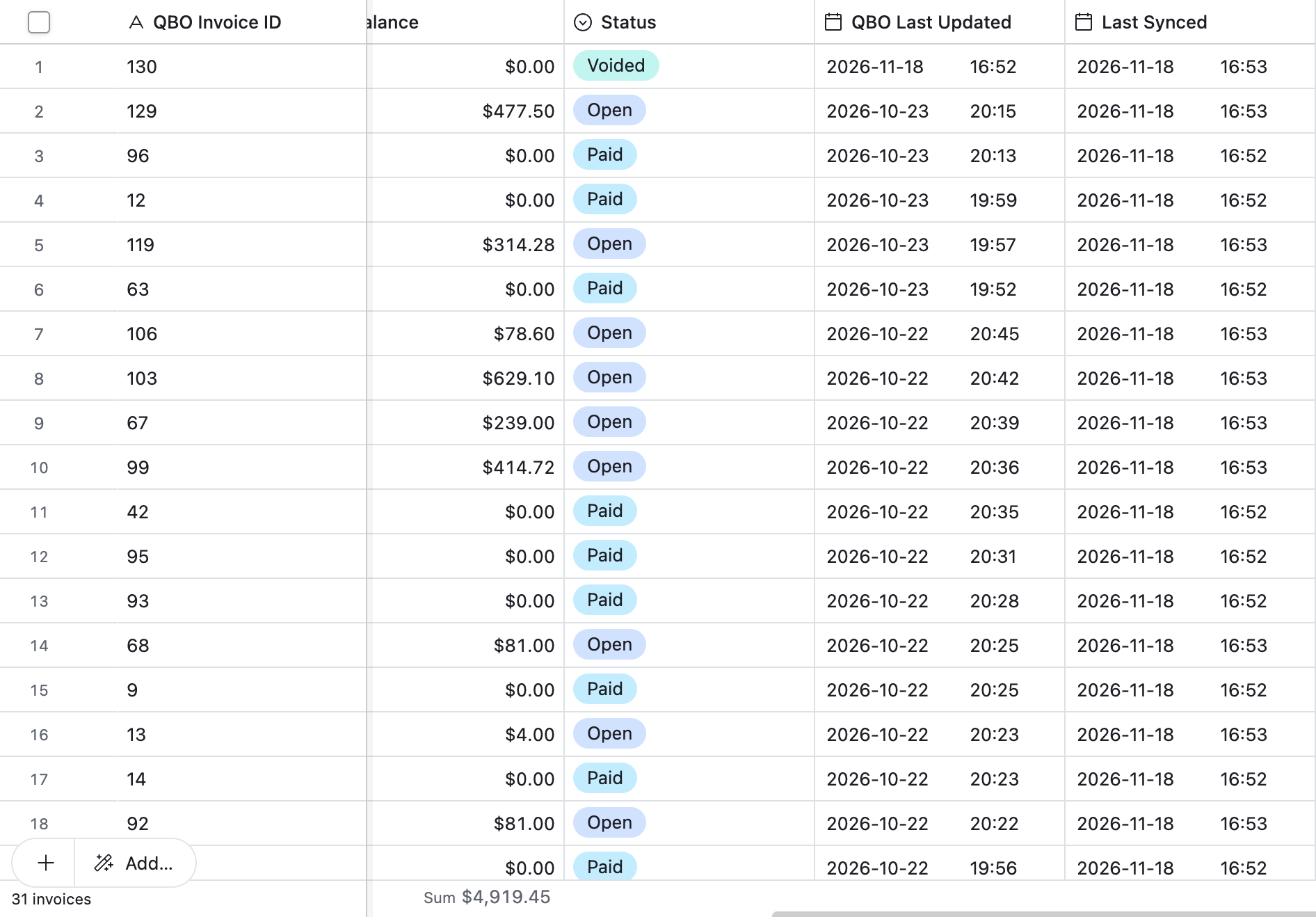 QBO Invoice ID alance Status QBO Last Updated Last Synced
1 130 $0.00 Voided 2026-11-18 16:52 2026-11-18 16:53
2 129 $477.50 Open 2026-10-23 20:15 2026-11-18 16:53
3 96 $0.00 Paid 2026-10-23 20:13 2026-11-18 16:52
4 12 $0.00 Paid 2026-10-23 19:59 2026-11-18 16:52
5 119 $314.28 Open 2026-10-23 19:57 2026-11-18 16:53
6 63 $0.00 Paid 2026-10-23 19:52 2026-11-18 16:52
7 106 $78.60 Open 2026-10-22 20:45 2026-11-18 16:53
8 103 $629.10 Open 2026-10-22 20:42 2026-11-18 16:53
9 67 $239.00 Open 2026-10-22 20:39 2026-11-18 16:53
10 99 $414.72 Open 2026-10-22 20:36 2026-11-18 16:53
11 42 $0.00 Paid 2026-10-22 20:35 2026-11-18 16:52
12 95 $0.00 Paid 2026-10-22 20:31 2026-11-18 16:52
13 93 $0.00 Paid 2026-10-22 20:28 2026-11-18 16:52
14 68 $81.00 Open 2026-10-22 20:25 2026-11-18 16:53
15 9 $0.00 Paid 2026-10-22 20:25 2026-11-18 16:52
16 13 $4.00 Open 2026-10-22 20:23 2026-11-18 16:53
17 14 $0.00 Paid 2026-10-22 20:23 2026-11-18 16:52
18 92 $81.00 Open 2026-10-22 20:22 2026-11-18 16:53
Add... $0.00 Paid 2026-10-22 19:56 2026-11-18 16:52
31 invoices Sum $4,919.45